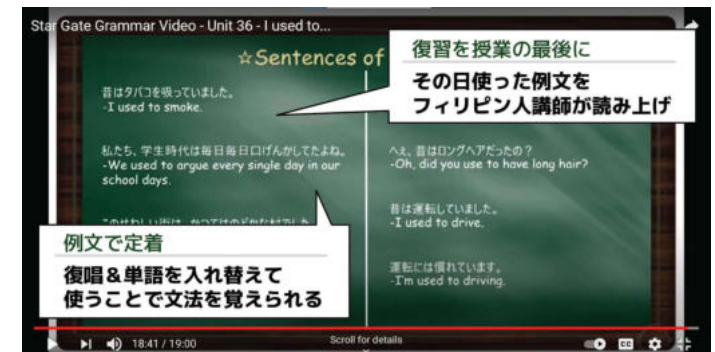 Star Gate Grammar Video - Unit 36 - I used to...
☆Sentences of
復習を授業の最後に
その日使った例文を
フィリピン人講師が読み上げ
昔はタバコを吸っていました。
-I used to smoke.
私たち、学生時代は毎日毎日口げんかしてたよね。
-We used to argue every single day in our
school days.
へぇ、昔はロングヘアだったの？
-Oh, did you use to have long hair?
昔は運転していました。
-I used to drive.
運転には慣れています。
-I'm used to driving.
例文で定着
復唱＆単語を入れ替えて
使うことで文法を覚えられる
18:41 / 19:00
Scroll for details
CC